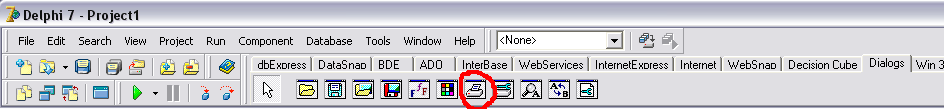 Delphi 7 - Project1
File Edit Search View Project Run Component Database Tools Window Help <None>
dbExpress DataSnap BDE ADO InterBase WebServices InternetExpress Internet WebSnap Decision Cube Dialogs Win 3